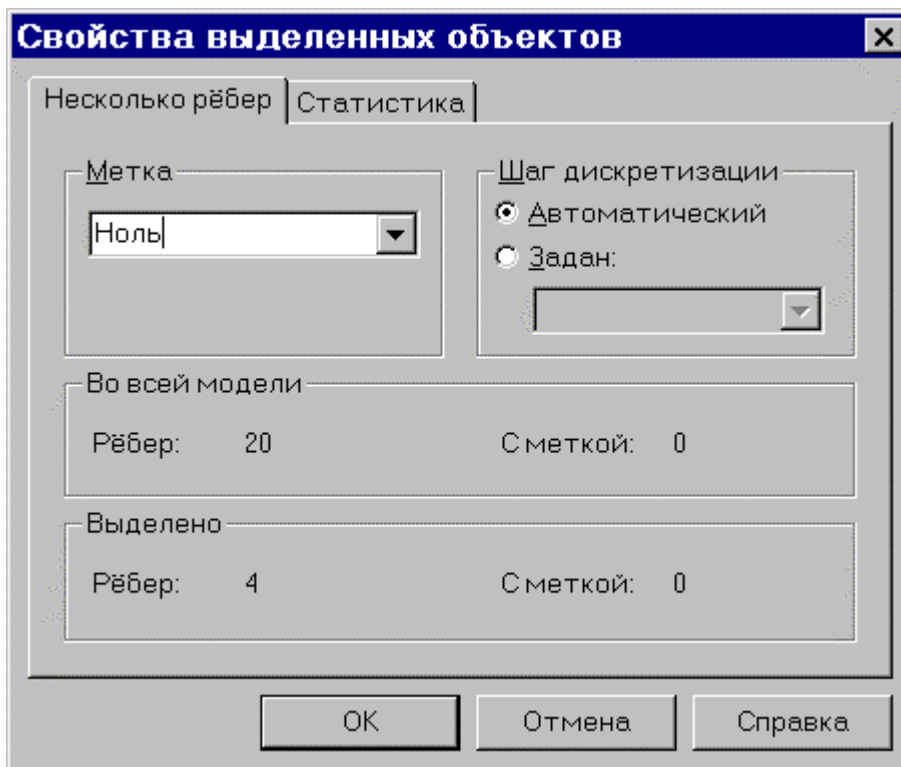 Свойства выделенных объектов
Несколько рёбер Статистика
Метка
Ноль
Шаг дискретизации
Автоматический
Задан:
Во всей модели
Рёбер: 20 С меткой: 0
Выделено
Рёбер: 4 С меткой: 0
ОК Отмена Справка